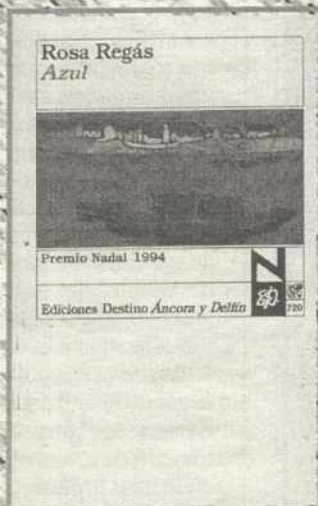 Rosa Regás
Azul
Premio Nadal 1994
N
Ediciones Destino Áncora y Delfín
720